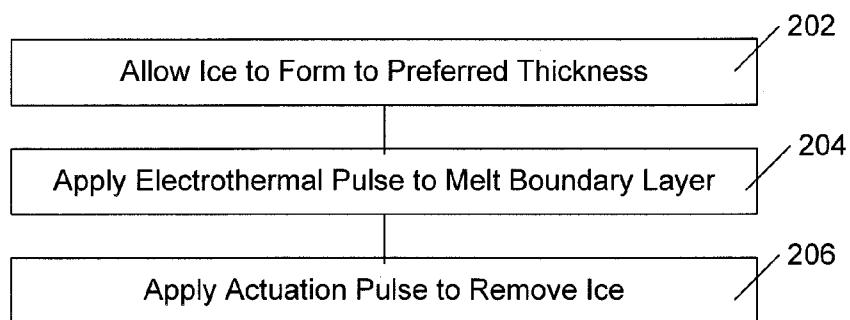 202
Allow Ice to Form to Preferred Thickness
204
Apply Electrothermal Pulse to Melt Boundary Layer
206
Apply Actuation Pulse to Remove Ice